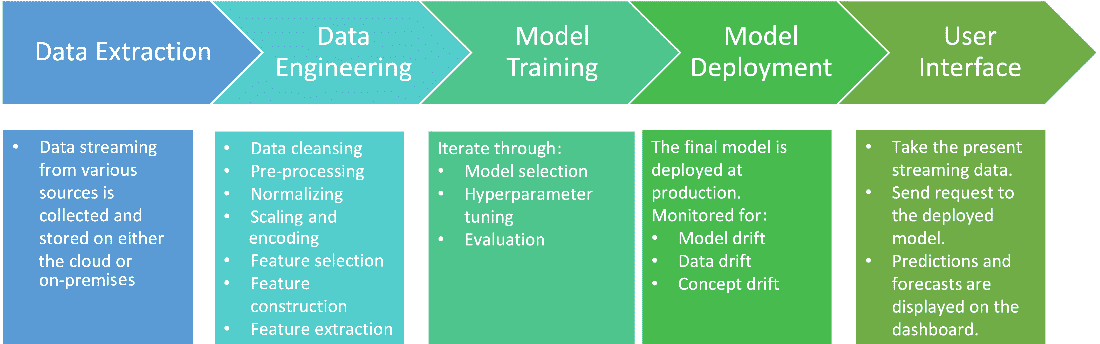 Data Extraction
Data
Engineering
Model
Training
Model
Deployment
User
Interface
• Data streaming
from various
sources is
collected and
stored on either
the cloud or
on-premises
• Data cleansing
• Pre-processing
• Normalizing
• Scaling and
encoding
• Feature selection
• Feature
construction
• Feature extraction
Iterate through:
• Model selection
• Hyperparameter
tuning
• Evaluation
The final model is
deployed at
production.
Monitored for:
• Model drift
• Data drift
• Concept drift
• Take the present
streaming data.
• Send request to
the deployed
model.
• Predictions and
forecasts are
displayed on the
dashboard.